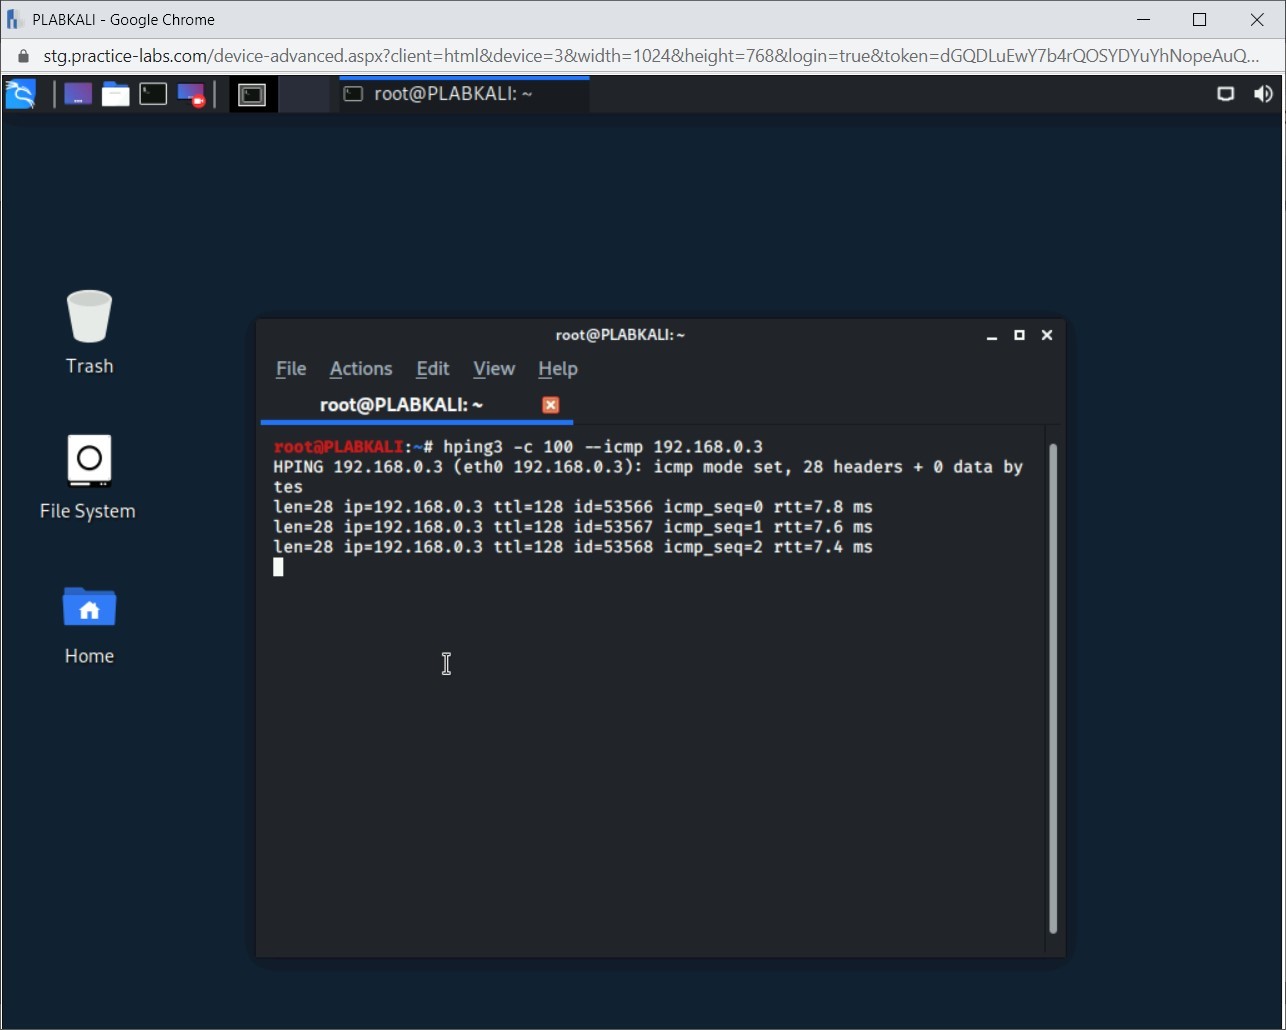 PLABKALI - Google Chrome
stg.practice-labs.com/device-advanced.aspx?client=html&device=3&width=1024&height=768&login=true&token=dGQDLuEwY7b4rQOSYDYuYhNopeAuQ...
root@PLABKALI: ~
Trash
File System
Home
root@PLABKALI: ~
File Actions Edit View Help
root@PLABKALI: ~
root@PLABKALI:~# hping3 -c 100 --icmp 192.168.0.3
HPING 192.168.0.3 (eth0 192.168.0.3): icmp mode set, 28 headers + 0 data by
tes
len=28 ip=192.168.0.3 ttl=128 id=53566 icmp_seq=0 rtt=7.8 ms
len=28 ip=192.168.0.3 ttl=128 id=53567 icmp_seq=1 rtt=7.6 ms
len=28 ip=192.168.0.3 ttl=128 id=53568 icmp_seq=2 rtt=7.4 ms